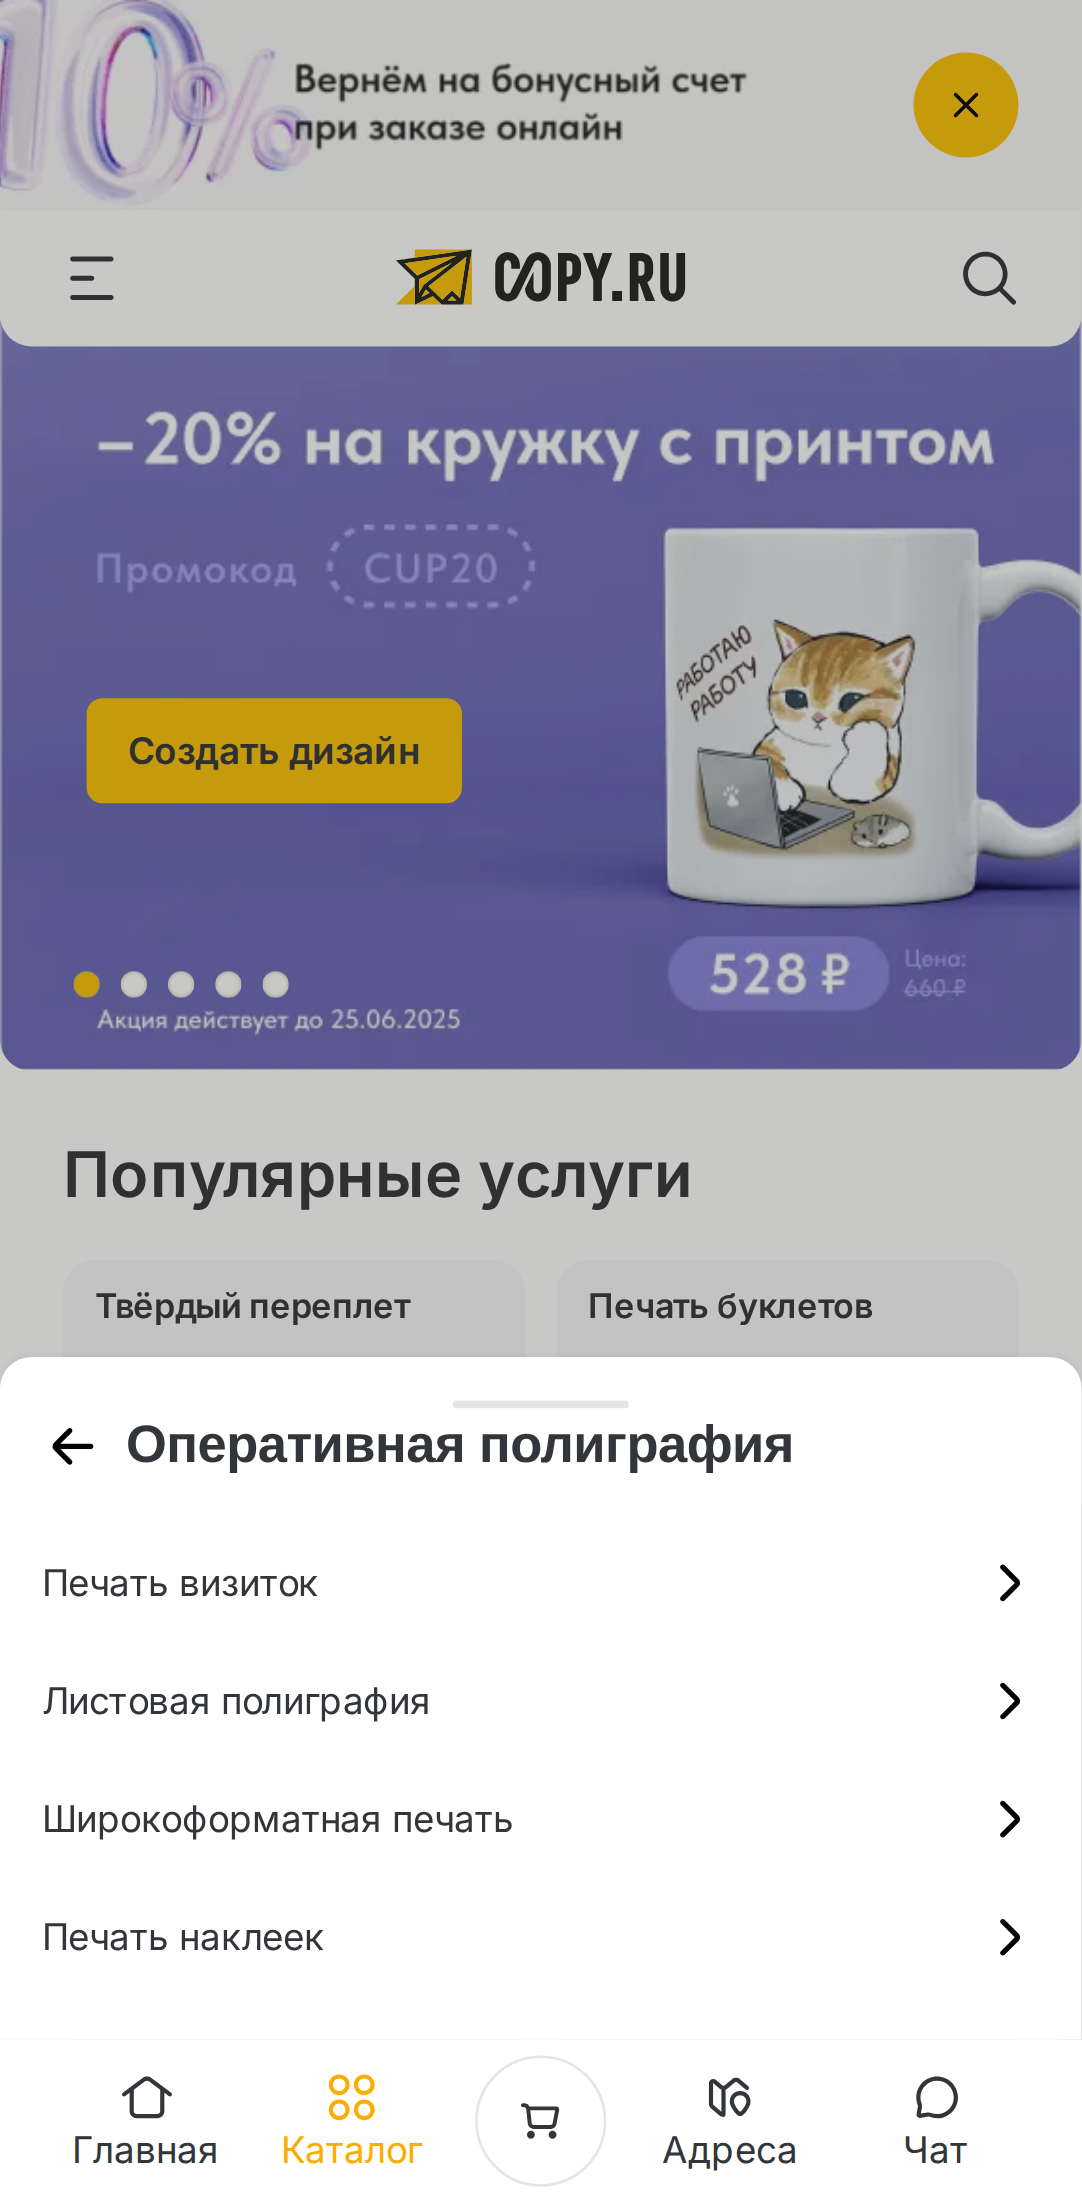 10%
Вернём на бонусный счет
при заказе онлайн
COPY.RU
–20% на кружку с принтом
Промокод CUP20
РАБОТАЮ
РАБОТУ
Создать дизайн
528 ₽
Цена:
660 ₽
Акция действует до 25.06.2025
Популярные услуги
Твёрдый переплет
Печать буклетов
Оперативная полиграфия
Печать визиток
Листовая полиграфия
Широкоформатная печать
Печать наклеек
Главная
Каталог
Адреса
Чат